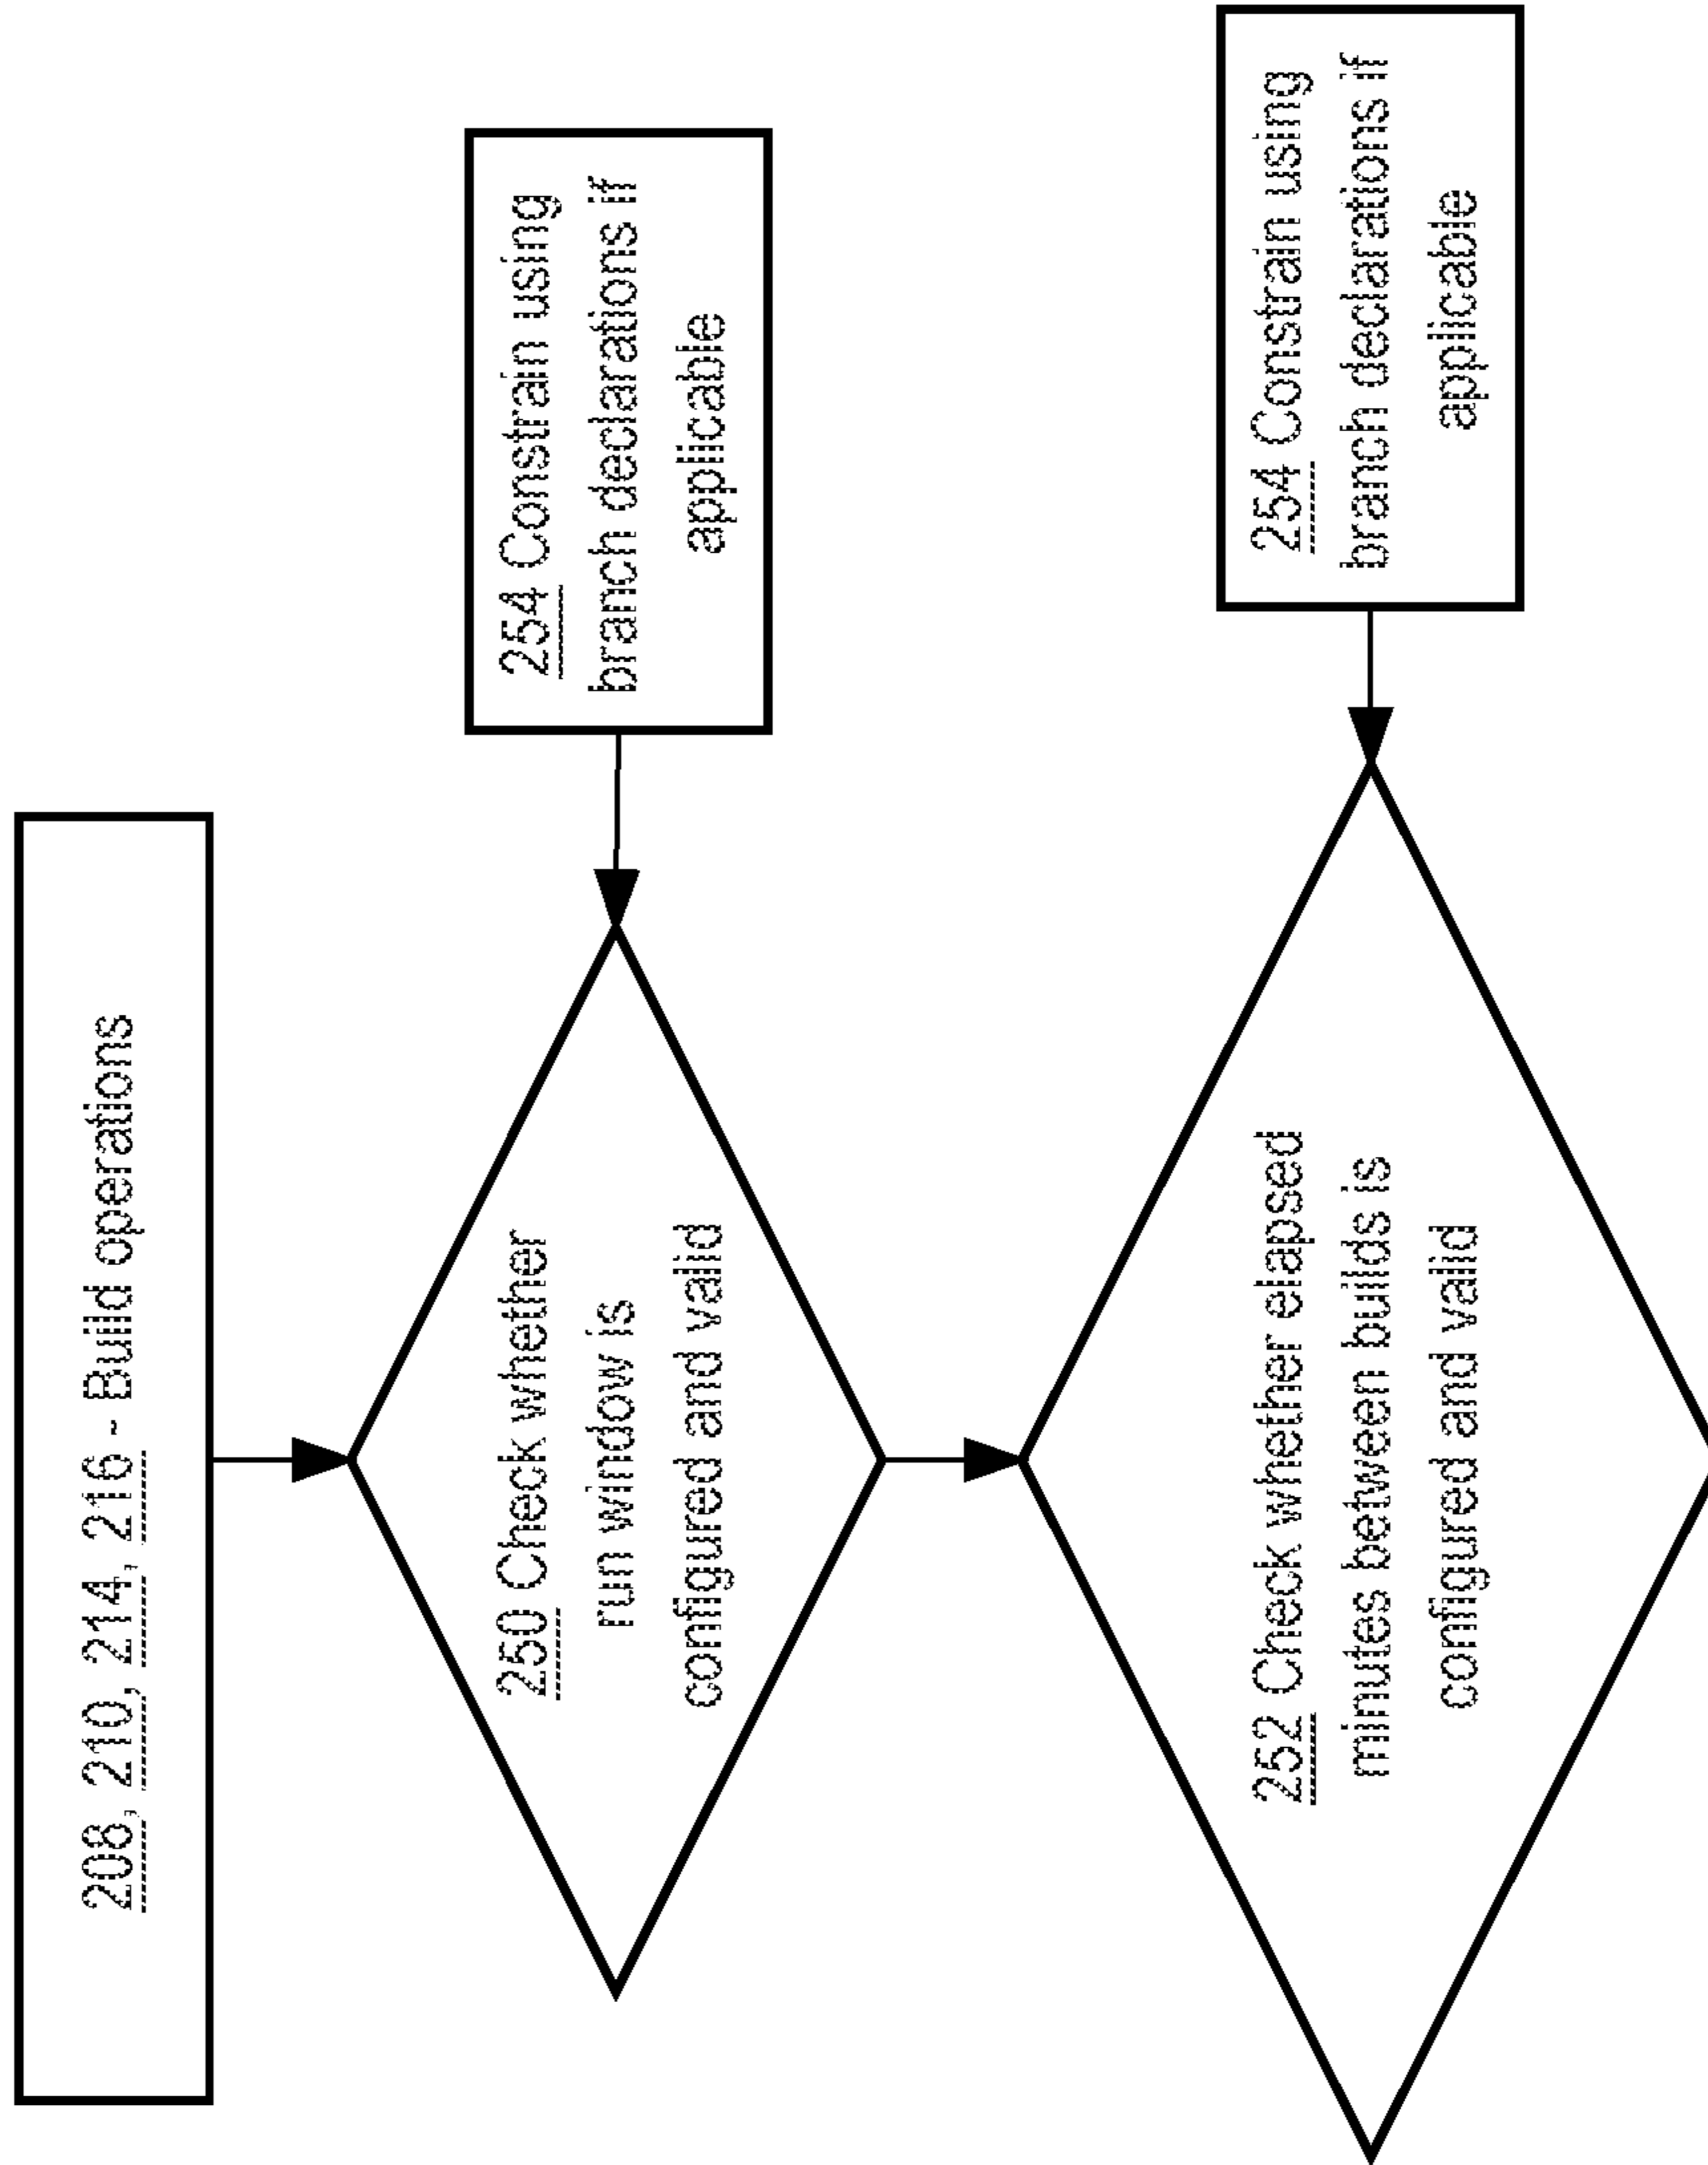 208, 210, 214, 216 - Build operations
250 Check whether
run window is
configured and valid
254 Constrain using
branch declarations if
applicable
252 Check whether elapsed
minutes between builds is
configured and valid
254 Constrain using
branch declarations if
applicable